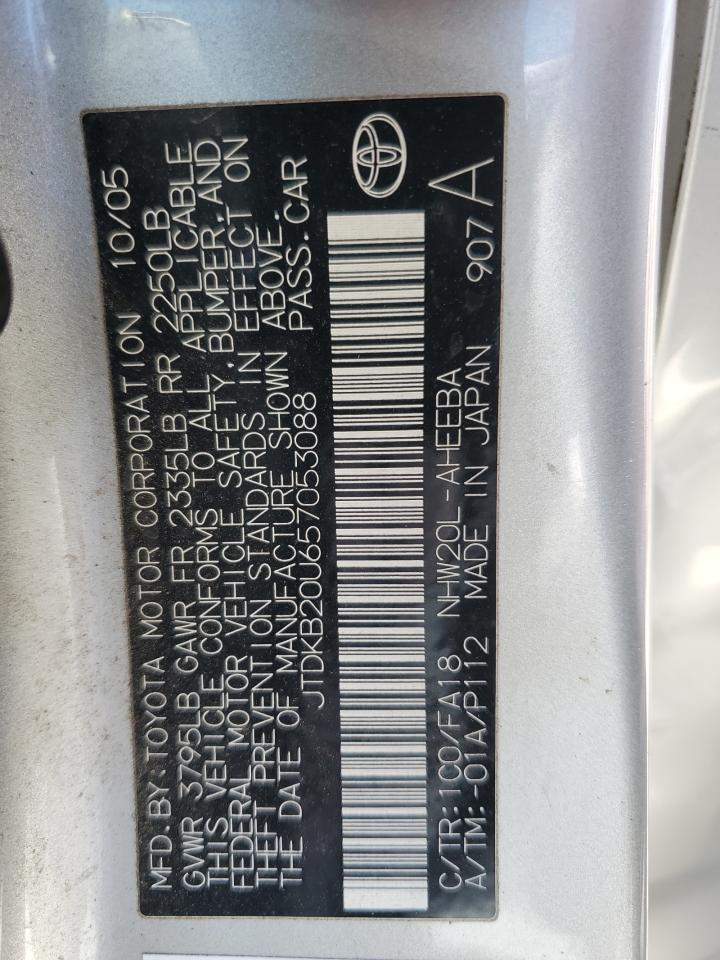 MFD. BY: TOYOTA MOTOR CORPORATION 10/05
GVWR 3795LB GAWR FR 2335LB RR 2250LB
THIS VEHICLE CONFORMS TO ALL APPLICABLE
FEDERAL MOTOR VEHICLE SAFETY, BUMPER, AND
THEFT PREVENTION STANDARDS IN EFFECT ON
THE DATE OF MANUFACTURE SHOWN ABOVE.
JTDKB20U657053088 PASS. CAR
C/TR: 1C0/FA18 NHW20L-AHEEBA
A/TM: -01A/P112 MADE IN JAPAN 907 A